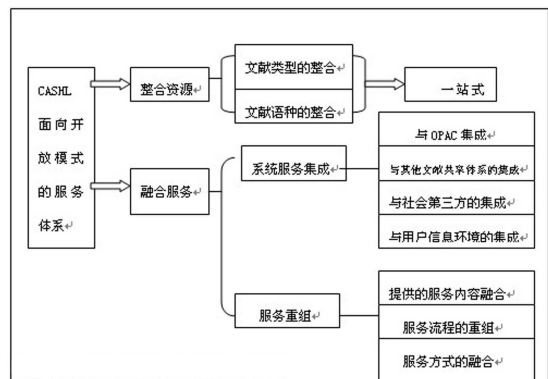 CASHL
面向开
放模式
的服务
体系
整合资源
文献类型的整合
文献语种的整合
一站式
融合服务
系统服务集成
与OPAC集成
与其他文献共享体系的集成
与社会第三方的集成
与用户信息环境的集成
服务重组
提供的服务内容融合
服务流程的重组
服务方式的融合